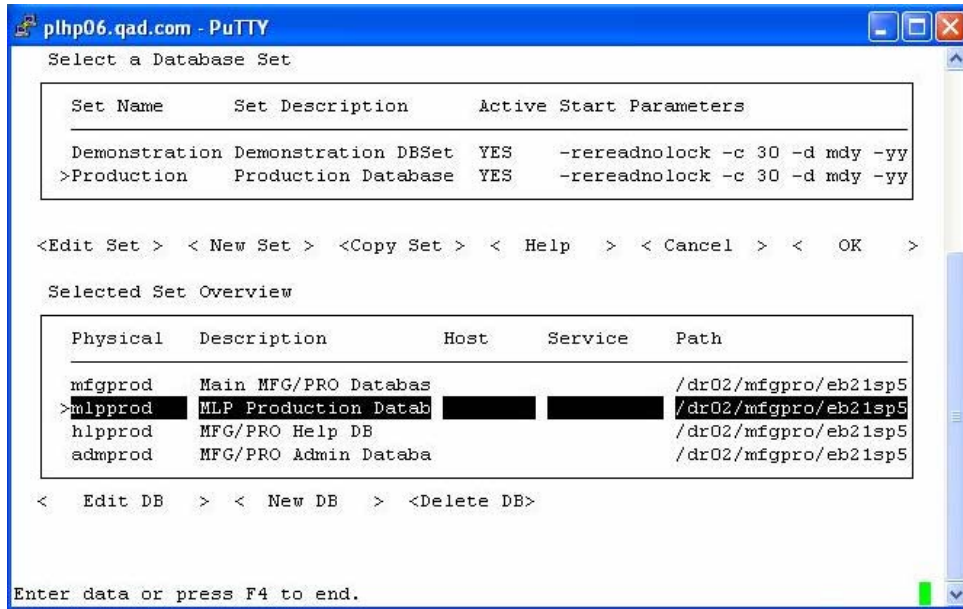 plhp06.qad.com - PuTTY
Select a Database Set
Set Name Set Description Active Start Parameters
Demonstration Demonstration DBSet YES -rereadnolock -c 30 -d mdy -yy
>Production Production Database YES -rereadnolock -c 30 -d mdy -yy
<Edit Set > < New Set > <Copy Set > < Help > < Cancel > < OK >
Selected Set Overview
Physical Description Host Service Path
mfgprod Main MFG/PRO Databas /dr02/mfgpro/eb21sp5
>mlpprod MLP Production Datab /dr02/mfgpro/eb21sp5
hlpprod MFG/PRO Help DB /dr02/mfgpro/eb21sp5
admprod MFG/PRO Admin Databa /dr02/mfgpro/eb21sp5
< Edit DB > < New DB > <Delete DB>
Enter data or press F4 to end.